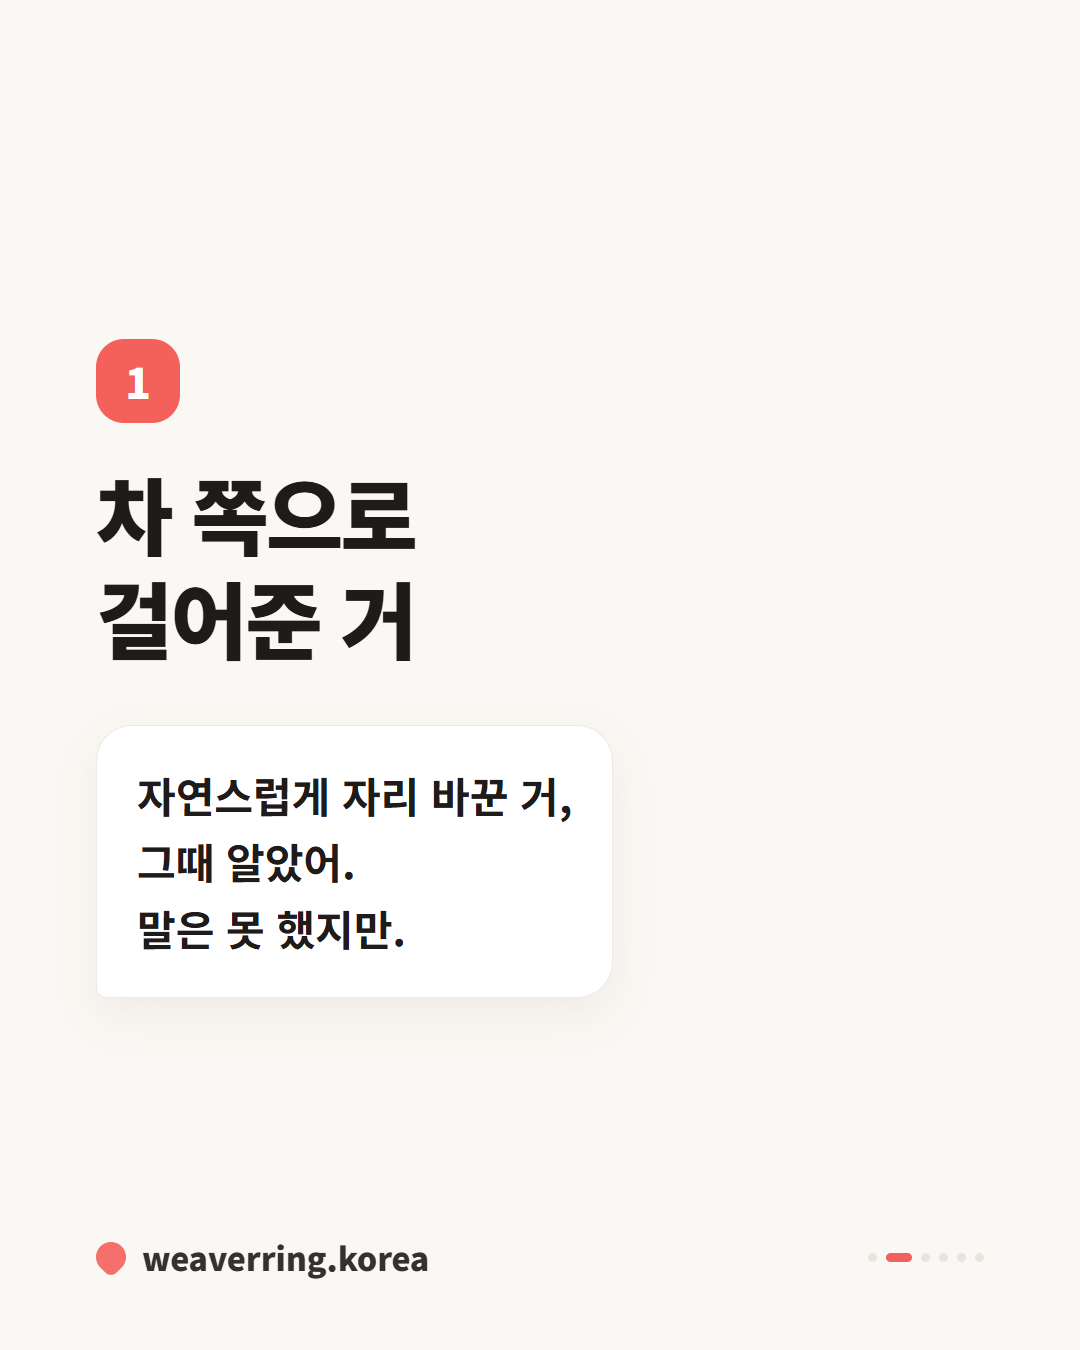 1
차 쪽으로
걸어준 거
자연스럽게 자리 바꾼 거,
그때 알았어.
말은 못 했지만.
weaverring.korea